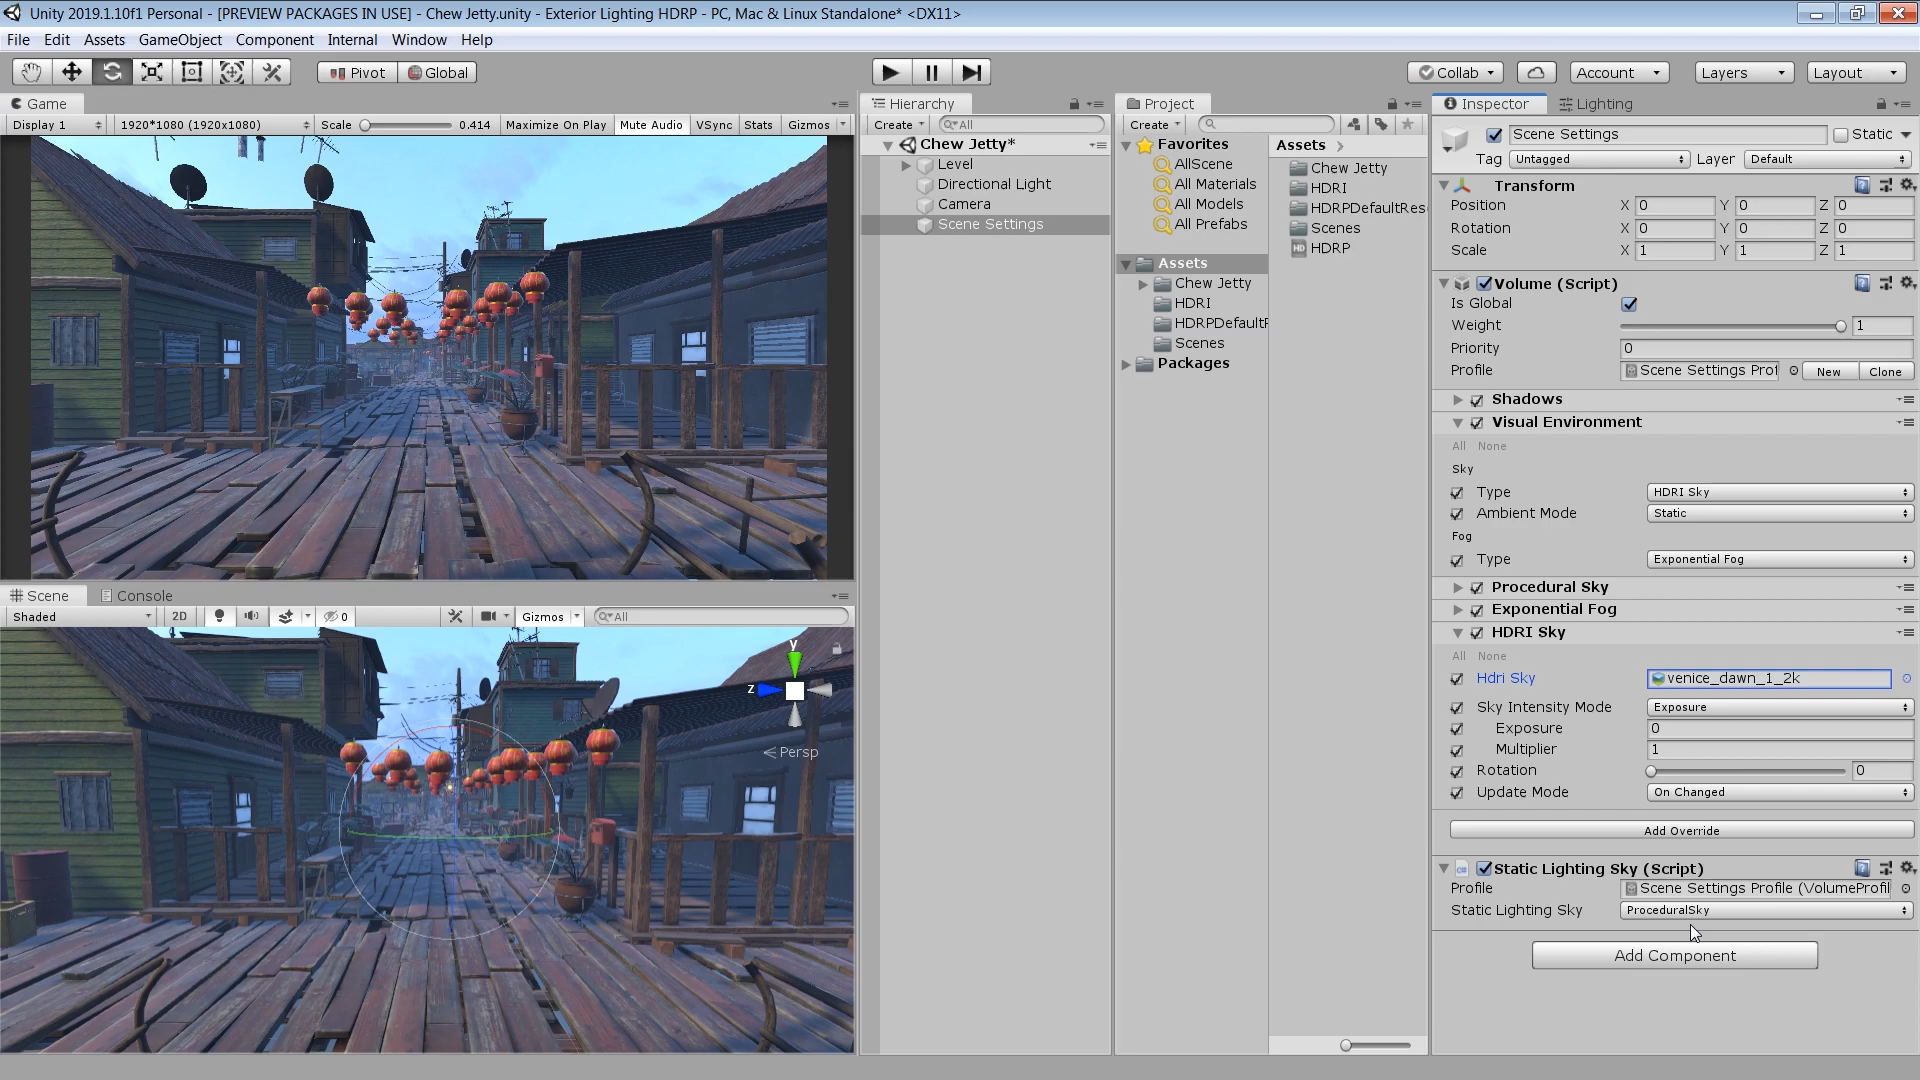 Unity 2019.1.10f1 Personal - [PREVIEW PACKAGES IN USE] - Chew Jetty.unity - Exterior Lighting HDRP - PC, Mac & Linux Standalone* <DX11>
File Edit Assets GameObject Component Internal Window Help
Pivot Global Collab Account Layers Layout
Game
Display 1 1920*1080 (1920x1080) Scale 0.414 Maximize On Play Mute Audio VSync Stats Gizmos
Scene Console
Shaded 2D 0 Gizmos All
y
z
Persp
Hierarchy
Create All
Chew Jetty*
Level
Directional Light
Camera
Scene Settings
Project
Create
Favorites
AllScene
All Materials
All Models
All Prefabs
Assets
Chew Jetty
HDRI
HDRPDefaultF
Scenes
Packages
Assets
Chew Jetty
HDRI
HDRPDefaultRes
Scenes
HDRP
Inspector Lighting
Scene Settings Static
Tag Untagged Layer Default
Transform
Position X 0 Y 0 Z 0
Rotation X 0 Y 0 Z 0
Scale X 1 Y 1 Z 1
Volume (Script)
Is Global
Weight 1
Priority 0
Profile Scene Settings Prof New Clone
Shadows
Visual Environment
All None
Sky
Type HDRI Sky
Ambient Mode Static
Fog
Type Exponential Fog
Procedural Sky
Exponential Fog
HDRI Sky
All None
Hdri Sky venice_dawn_1_2k
Sky Intensity Mode Exposure
Exposure 0
Multiplier 1
Rotation 0
Update Mode On Changed
Add Override
Static Lighting Sky (Script)
Profile Scene Settings Profile (VolumeProfil
Static Lighting Sky ProceduralSky
Add Component